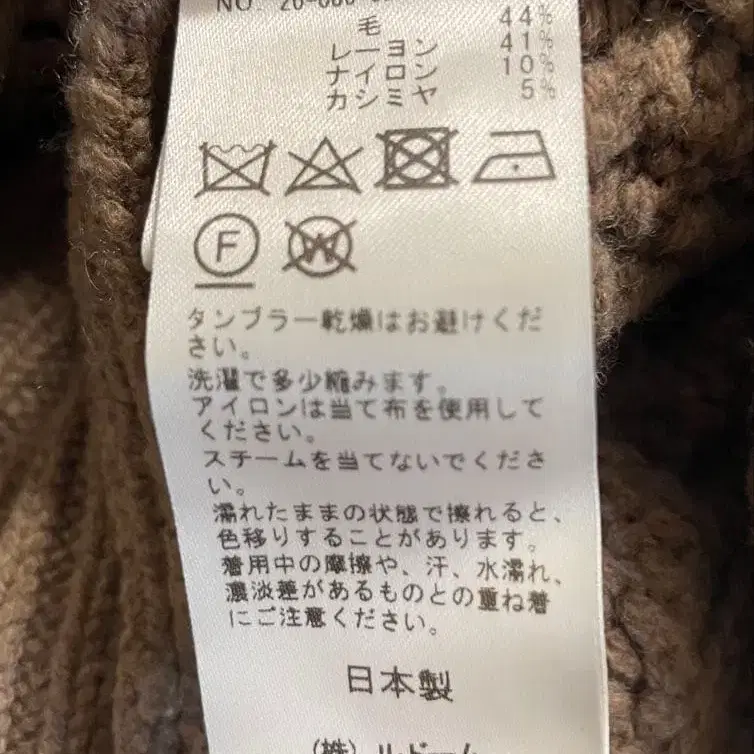 毛 44%
レーヨン 41%
ナイロン 10%
カシミヤ 5%
F W
タンブラー乾燥はお避けくだ
さい。
洗濯で多少縮みます。
アイロンは当て布を使用して
ください。
スチームを当てないでくださ
い。
濡れたままの状態で擦れると、
色移りすることがあります。
着用中の摩擦や、汗、水濡れ、
濃淡差があるものとの重ね着
にご注意ください。
日本製
(株)